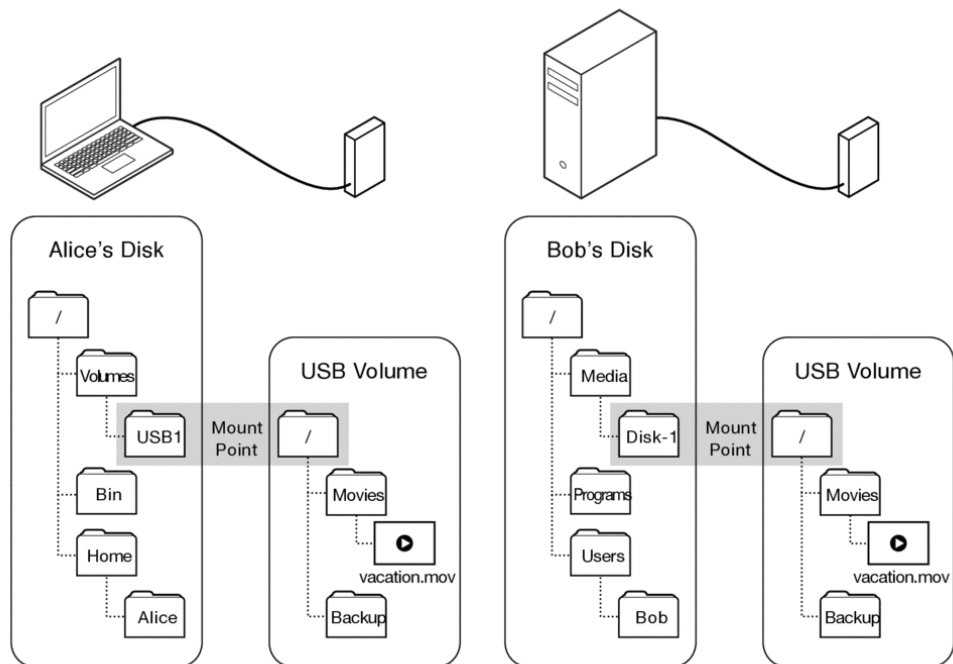 Alice's Disk
/
Volumes
USB1
Bin
Home
Alice
Mount
Point
USB Volume
/
Movies
vacation.mov
Backup
Bob's Disk
/
Media
Disk-1
Programs
Users
Bob
Mount
Point
USB Volume
/
Movies
vacation.mov
Backup